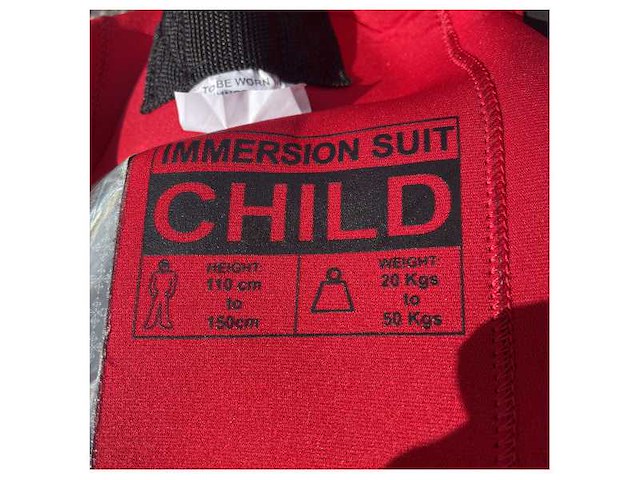 TO BE WORN
IMMERSION SUIT
CHILD
HEIGHT:
110 cm
to
150cm
WEIGHT:
20 Kgs
to
50 Kgs